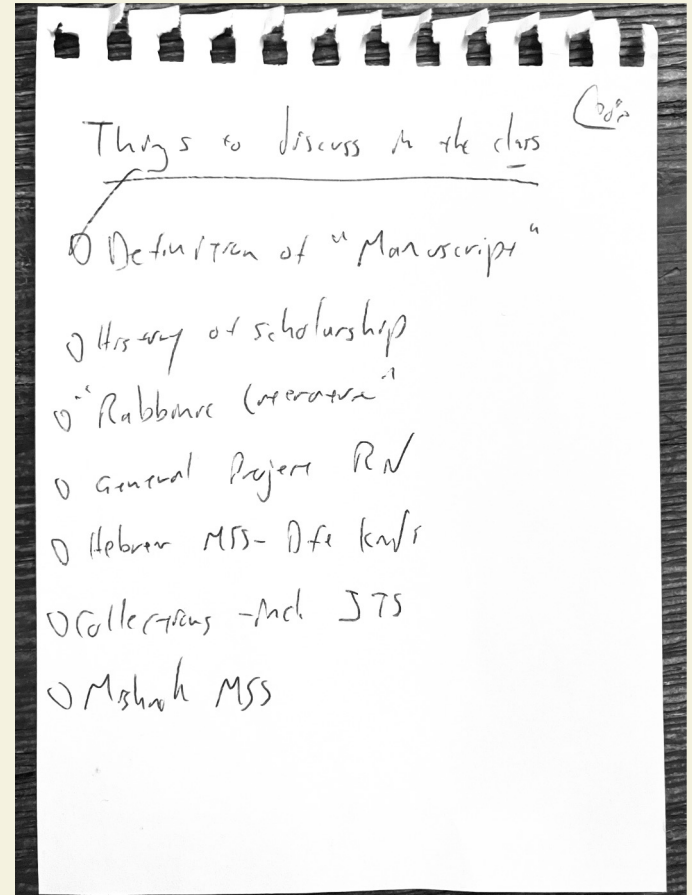 Things to discuss in the class
Definition of "Manuscript"
History of scholarship
"Rabbinic Literature"
General Project RN
Hebrew MSS -
Collections - incl JTS
Mishnah MSS